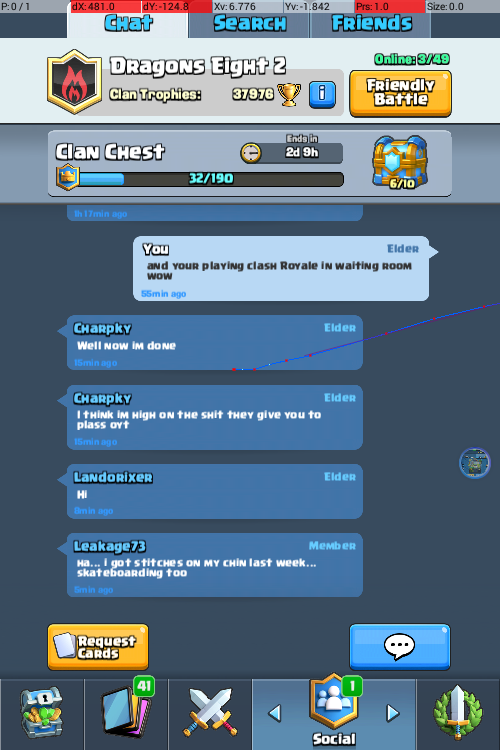 P: 0 / 1 dX: 481.0 dY: -124.8 Xv: 6.776 Yv: -1.842 Prs: 1.0 Size: 0.0
Chat Search Friends
Dragons Eight 2
Online: 3/49
Clan Trophies: 37976
i
Friendly
Battle
Clan Chest
Ends in
2d 9h
32/190
6/10
1h 17min ago
You Elder
and your playing clash Royale in waiting room
wow
55min ago
Charpky Elder
Well now im done
15min ago
Charpky Elder
I think im high on the shit they give you to
plass oyt
15min ago
Landorixer Elder
Hi
8min ago
Leakage73 Member
Ha... i got stitches on my chin last week...
skateboarding too
5min ago
Request
Cards
41
1
Social